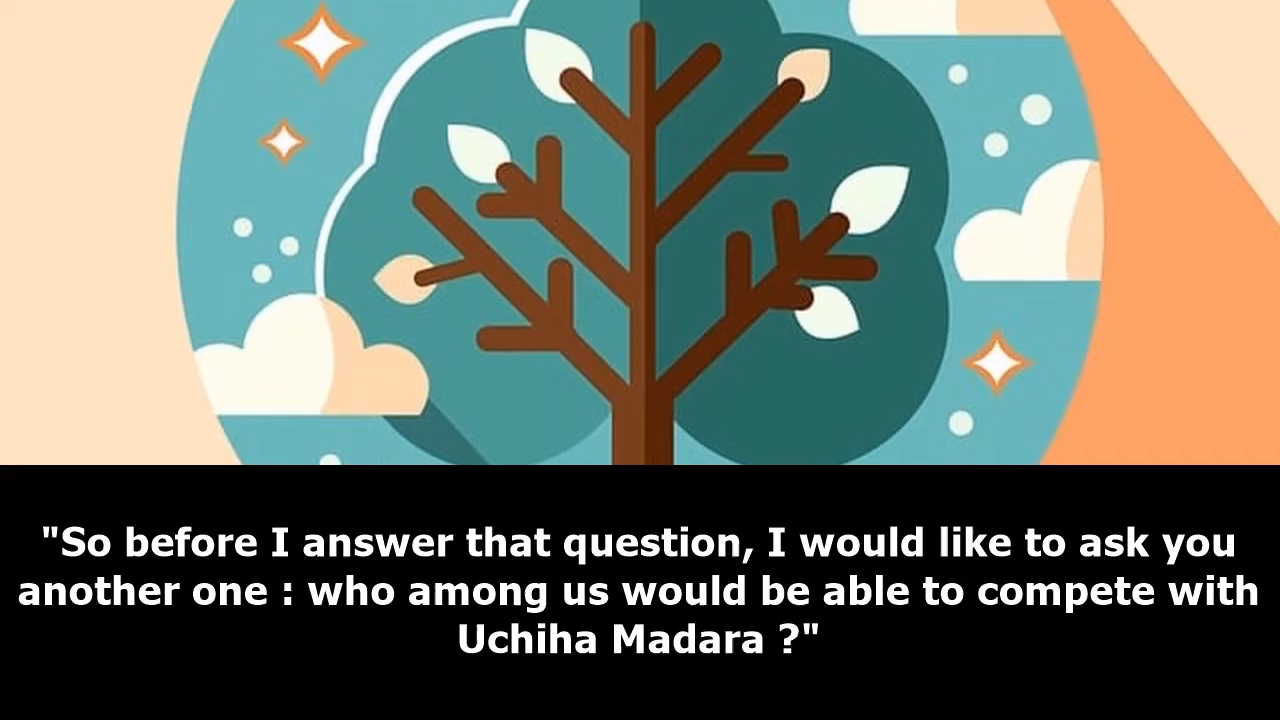 "So before I answer that question, I would like to ask you
another one : who among us would be able to compete with
Uchiha Madara ?"